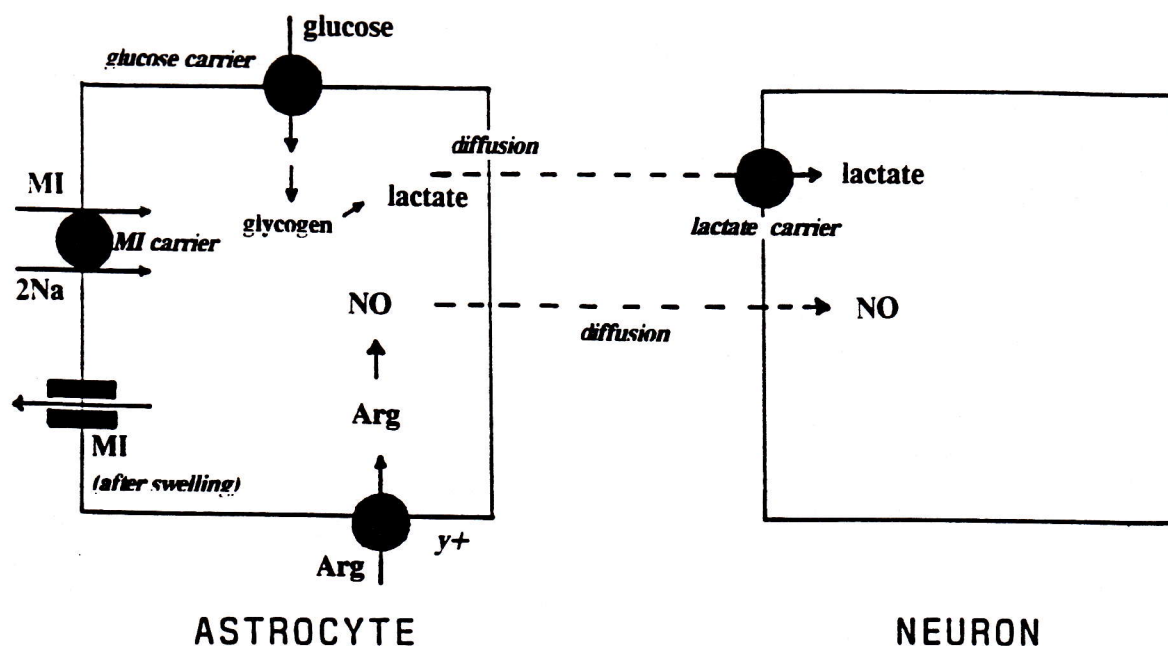 glucose
glucose carrier
diffusion
MI
lactate
lactate
glycogen
MI carrier
lactate carrier
2Na
NO
NO
diffusion
Arg
MI
(after swelling)
y+
Arg
ASTROCYTE
NEURON